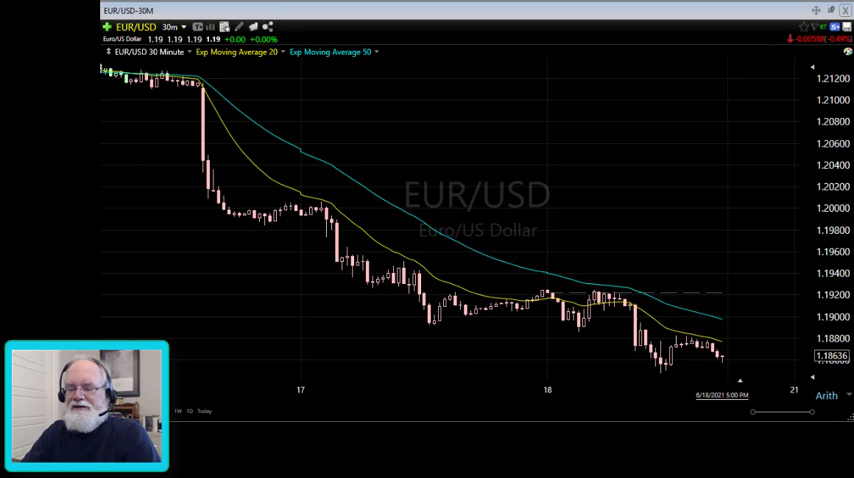 EUR/USD-30M
EUR/USD 30m
Euro/US Dollar 1.19 1.19 1.19 1.19 +0.00 +0.00%
-0.00588(-0.49%)
EUR/USD 30 Minute Exp Moving Average 20 Exp Moving Average 50
1.21200
1.21000
1.20800
1.20600
1.20400
1.20200
1.20000
1.19800
1.19600
1.19400
1.19200
1.19000
1.18800
1.18636
EUR/USD
Euro/US Dollar
17 18 21
6/18/2021 5:00 PM
Arith
1W 1D Today